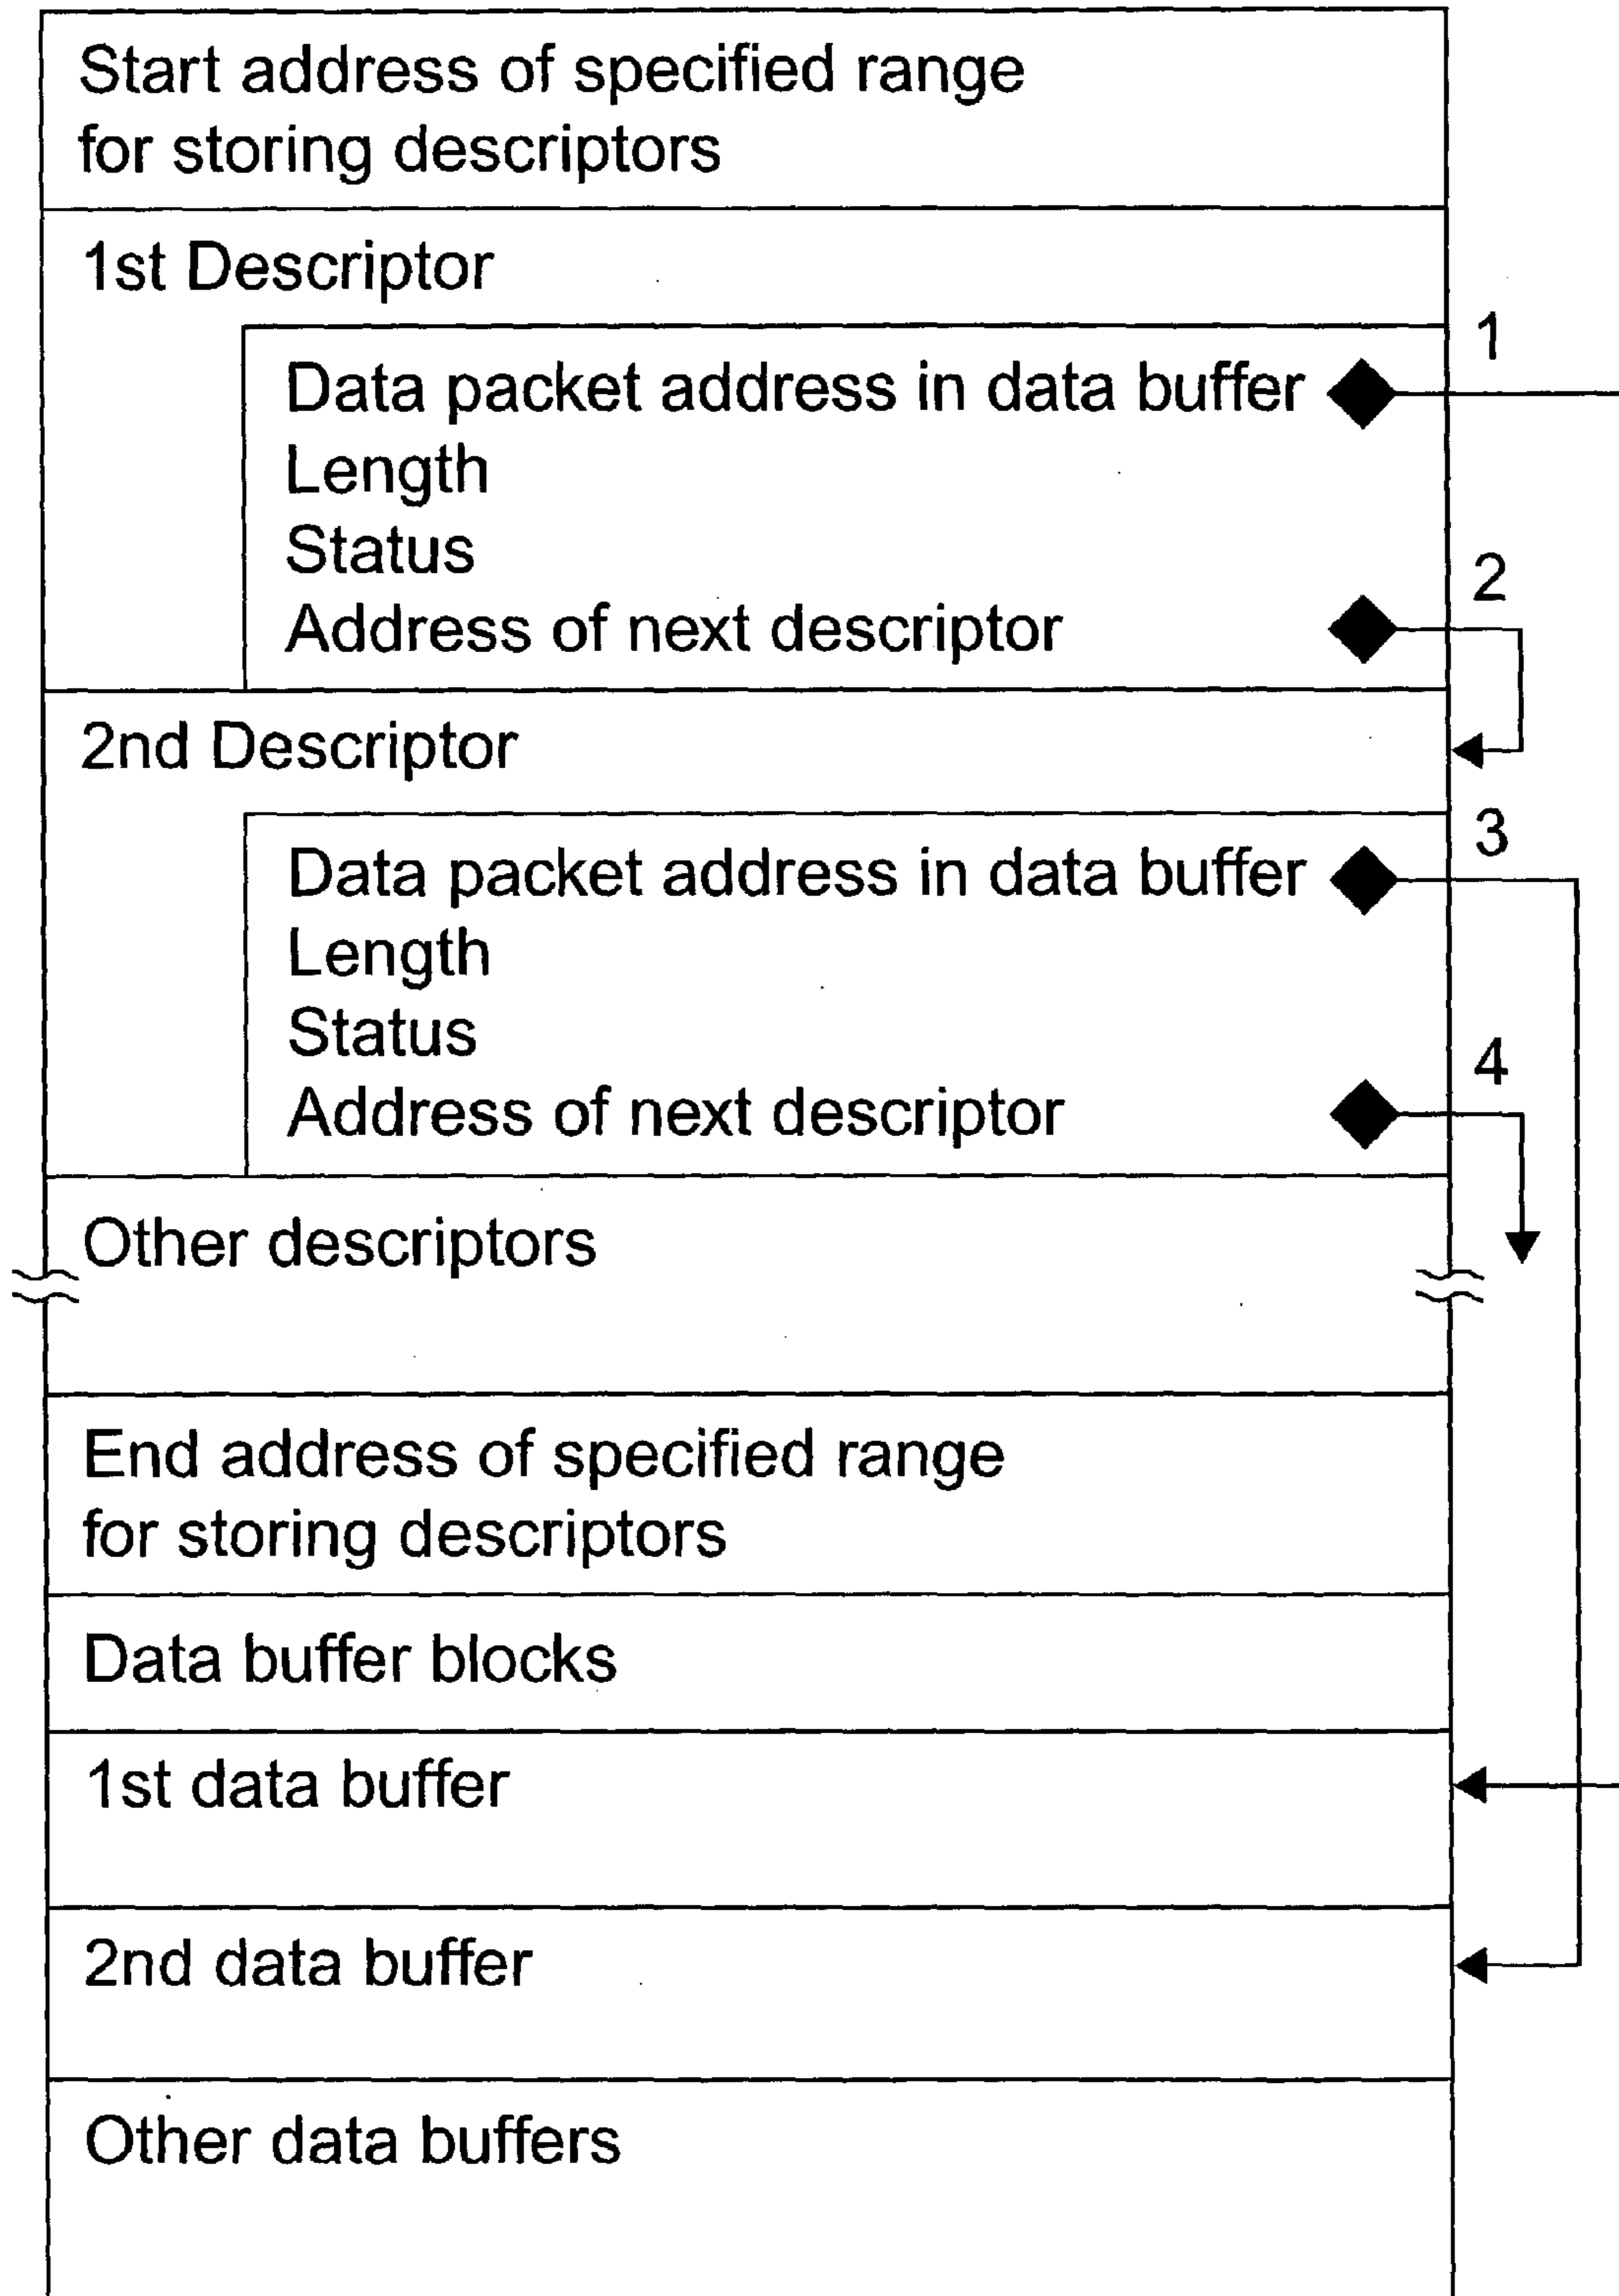 Start address of specified range
for storing descriptors
1st Descriptor
1
Data packet address in data buffer
Length
Status
2
Address of next descriptor
2nd Descriptor
3
Data packet address in data buffer
Length
Status
4
Address of next descriptor
Other descriptors
End address of specified range
for storing descriptors
Data buffer blocks
1st data buffer
2nd data buffer
Other data buffers